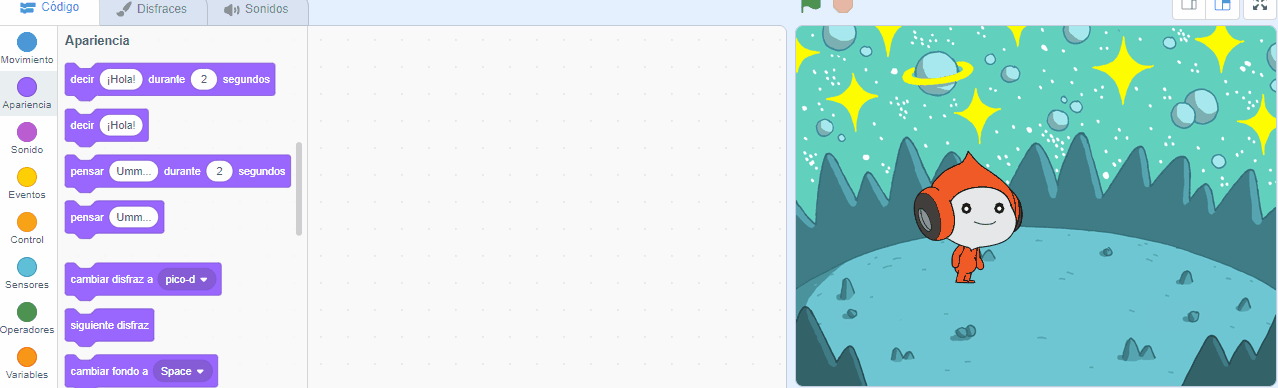 Código
Disfraces
Sonidos
Movimiento
Apariencia
Sonido
Eventos
Control
Sensores
Operadores
Variables
Apariencia
decir ¡Hola! durante 2 segundos
decir ¡Hola!
pensar Umm... durante 2 segundos
pensar Umm...
cambiar disfraz a pico-d
siguiente disfraz
cambiar fondo a Space